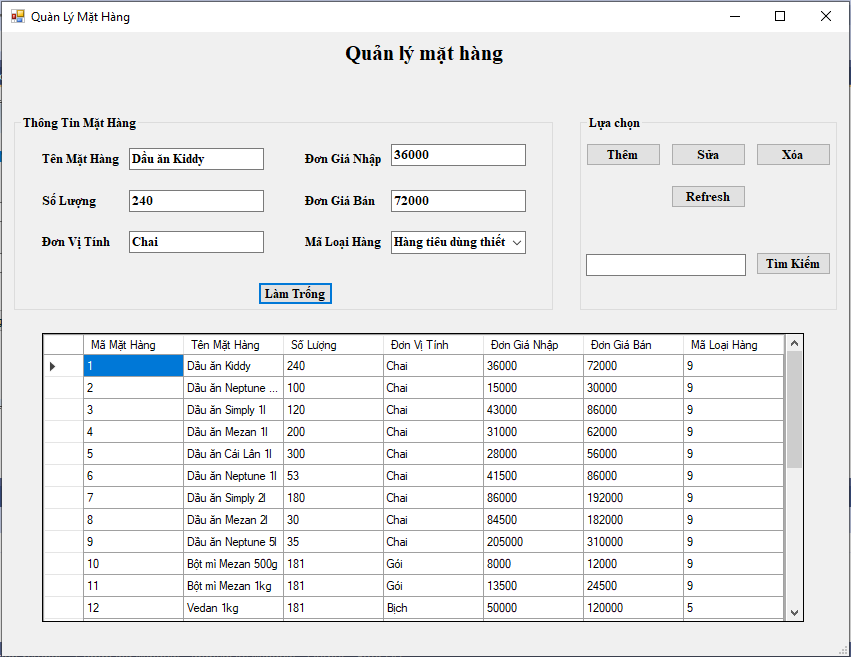 Quản Lý Mặt Hàng
Quản lý mặt hàng
Thông Tin Mặt Hàng
Tên Mặt Hàng Dầu ăn Kiddy Đơn Giá Nhập 36000
Số Lượng 240 Đơn Giá Bán 72000
Đơn Vị Tính Chai Mã Loại Hàng Hàng tiêu dùng thiết
Làm Trống
Lựa chọn
Thêm Sửa Xóa
Refresh
Tìm Kiếm
Mã Mặt Hàng Tên Mặt Hàng Số Lượng Đơn Vị Tính Đơn Giá Nhập Đơn Giá Bán Mã Loại Hàng
1 Dầu ăn Kiddy 240 Chai 36000 72000 9
2 Dầu ăn Neptune ... 100 Chai 15000 30000 9
3 Dầu ăn Simply 1l 120 Chai 43000 86000 9
4 Dầu ăn Mezan 1l 200 Chai 31000 62000 9
5 Dầu ăn Cái Lân 1l 300 Chai 28000 56000 9
6 Dầu ăn Neptune 1l 53 Chai 41500 86000 9
7 Dầu ăn Simply 2l 180 Chai 86000 192000 9
8 Dầu ăn Mezan 2l 30 Chai 84500 182000 9
9 Dầu ăn Neptune 5l 35 Chai 205000 310000 9
10 Bột mì Mezan 500g 181 Gói 8000 12000 9
11 Bột mì Mezan 1kg 181 Gói 13500 24500 9
12 Vedan 1kg 181 Bịch 50000 120000 5